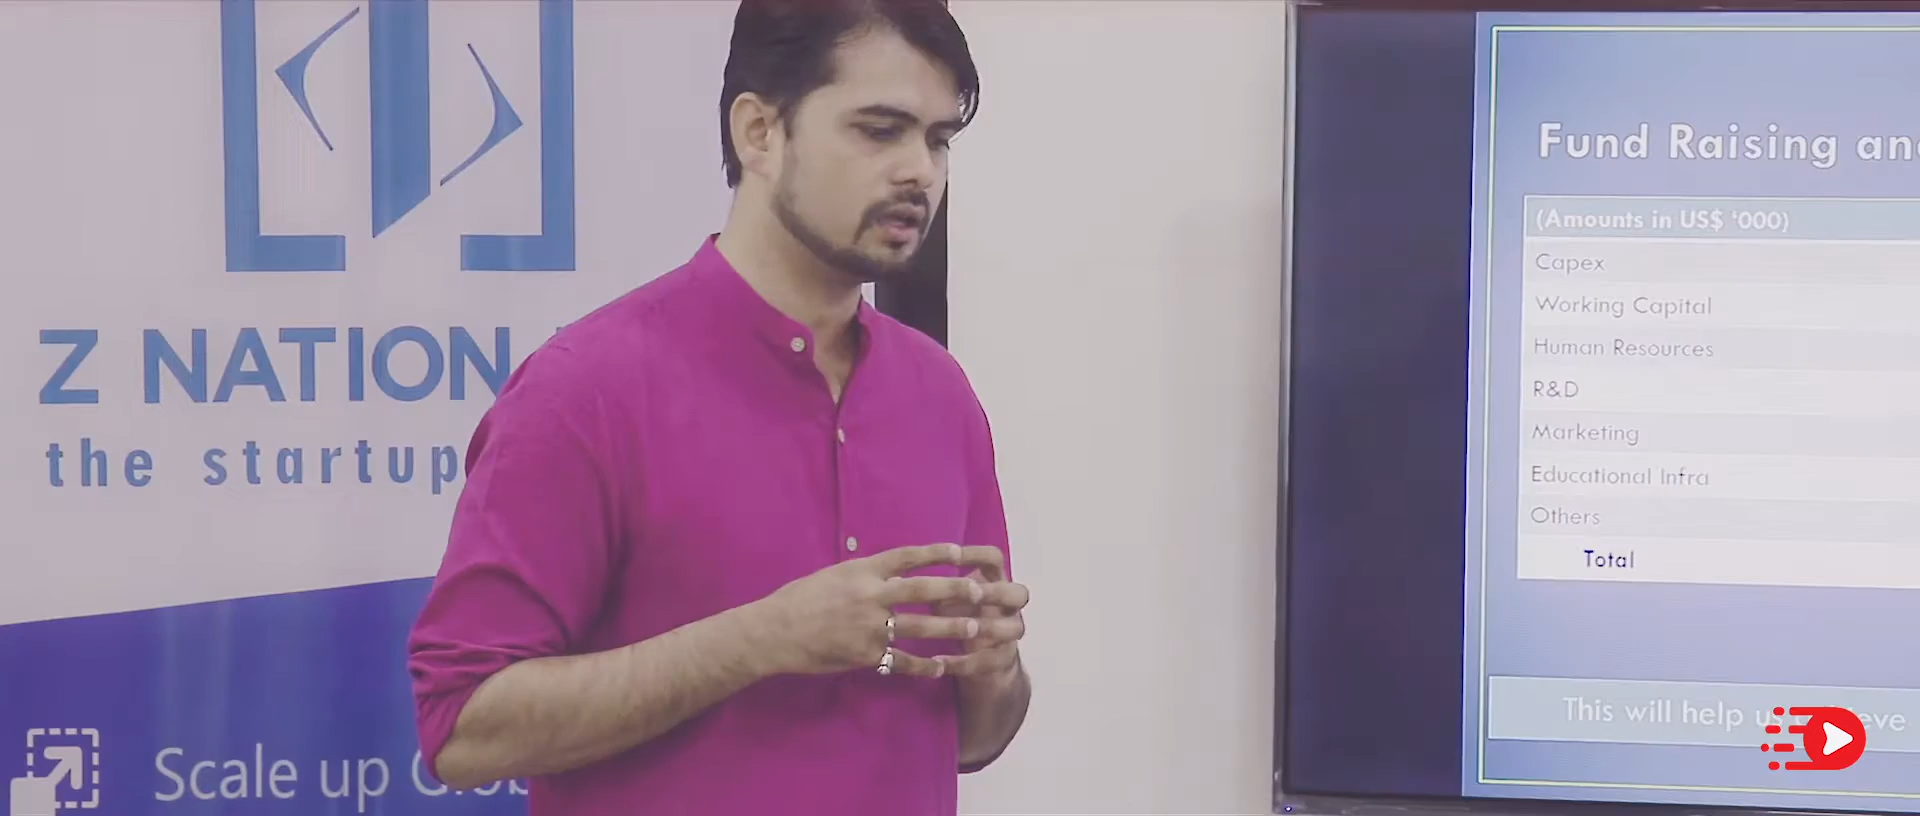 Z NATION
the startup
Scale up
Fund Raising
(Amounts in US$ '000)
Capex
Working Capital
Human Resources
R&D
Marketing
Educational Infra
Others
Total
This will help us